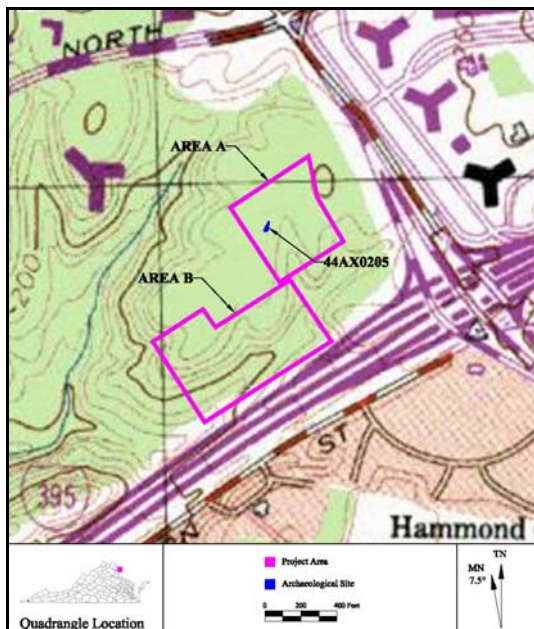 NORTH
AREA A
200
44AX0205
AREA B
ST
395
Hammond
Project Area
Archaeological Site
0 200 400 Feet
TN
MN
7.5°
Quadrangle Location